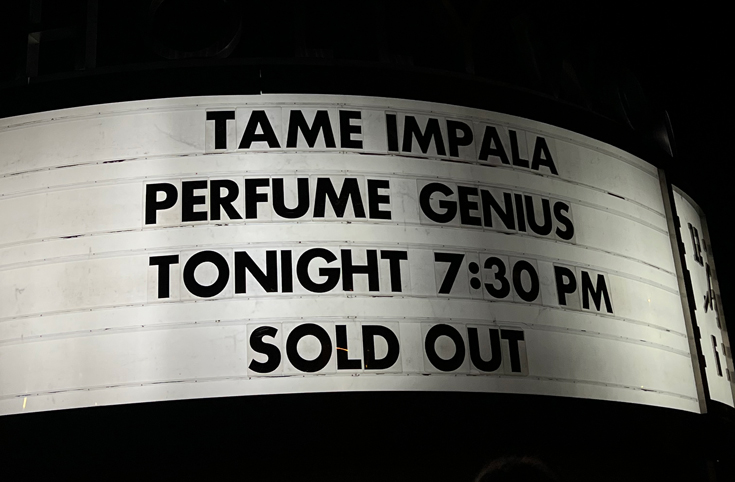 TAME IMPALA
PERFUME GENIUS
TONIGHT 7:30 PM
SOLD OUT